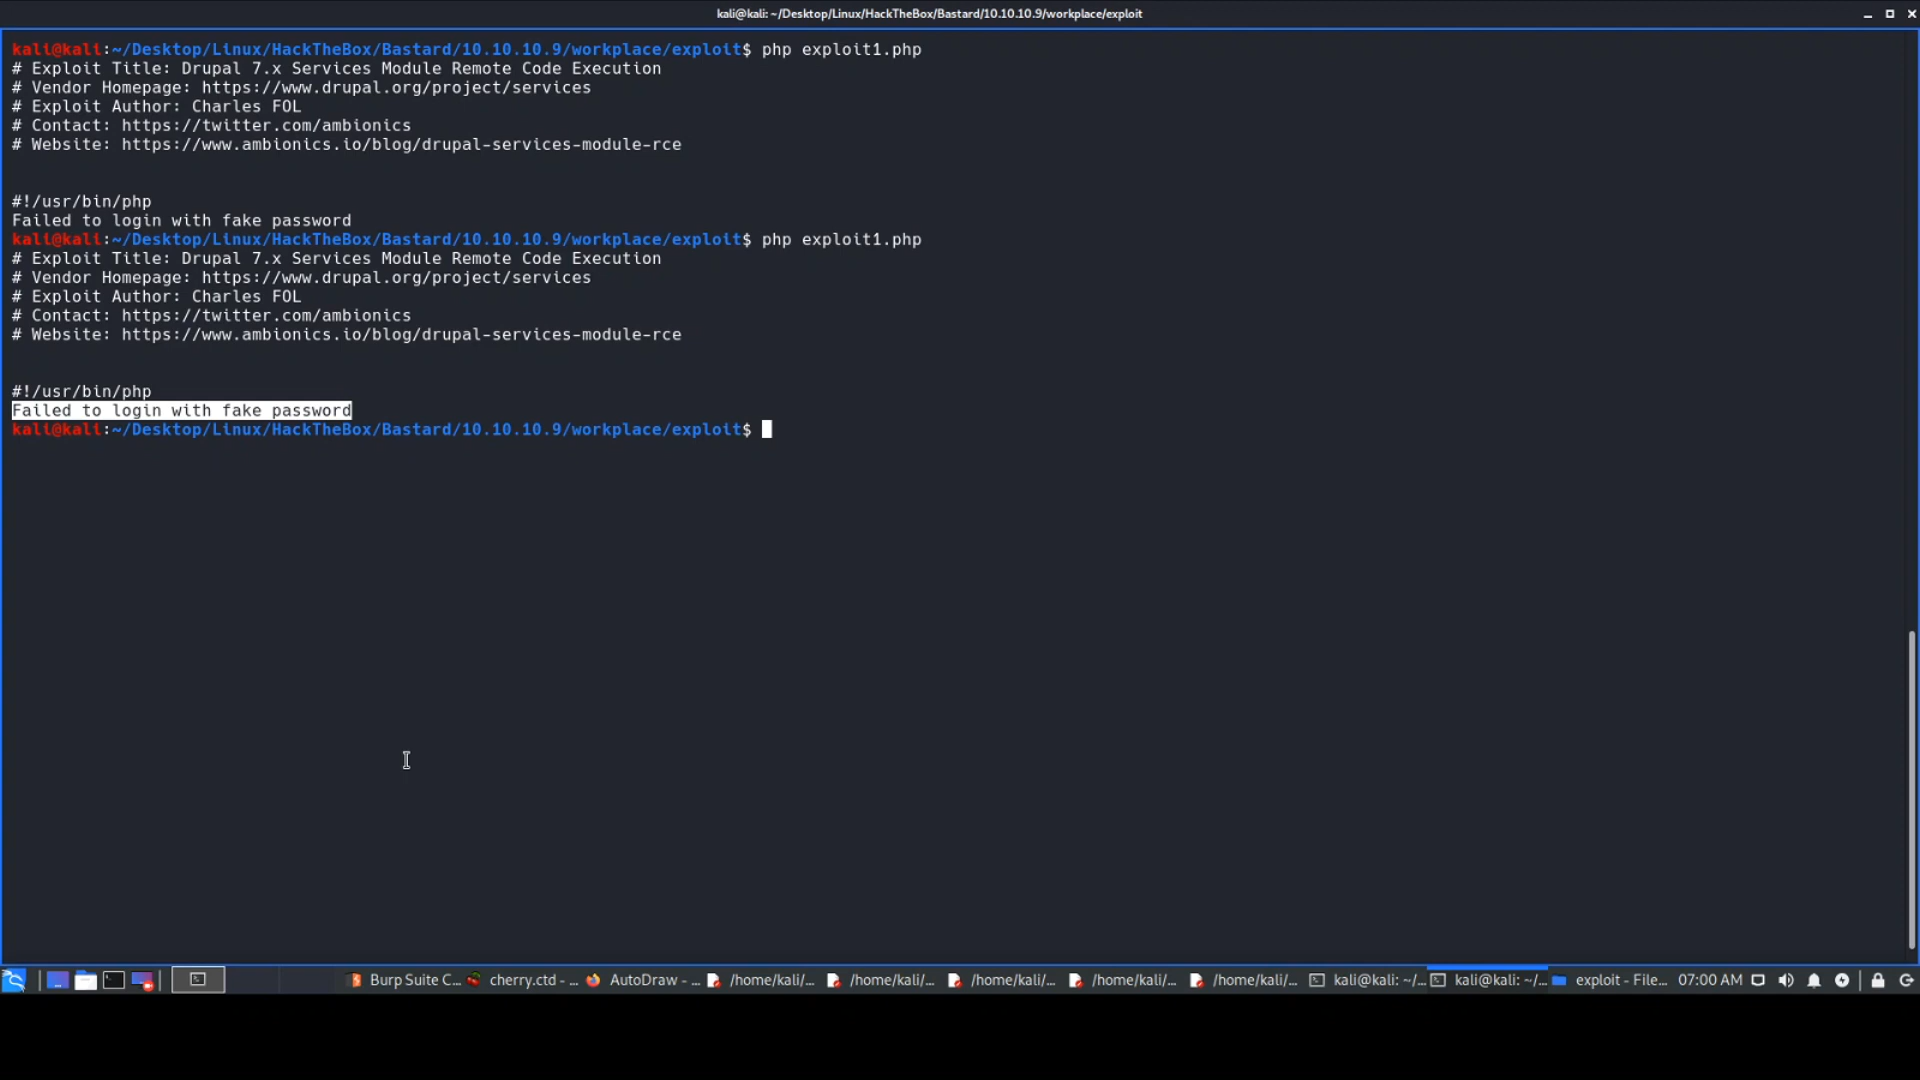 kali@kali: ~/Desktop/Linux/HackTheBox/Bastard/10.10.10.9/workplace/exploit
kali@kali:~/Desktop/Linux/HackTheBox/Bastard/10.10.10.9/workplace/exploit$ php exploit1.php
# Exploit Title: Drupal 7.x Services Module Remote Code Execution
# Vendor Homepage: https://www.drupal.org/project/services
# Exploit Author: Charles FOL
# Contact: https://twitter.com/ambionics
# Website: https://www.ambionics.io/blog/drupal-services-module-rce
#!/usr/bin/php
Failed to login with fake password
kali@kali:~/Desktop/Linux/HackTheBox/Bastard/10.10.10.9/workplace/exploit$ php exploit1.php
# Exploit Title: Drupal 7.x Services Module Remote Code Execution
# Vendor Homepage: https://www.drupal.org/project/services
# Exploit Author: Charles FOL
# Contact: https://twitter.com/ambionics
# Website: https://www.ambionics.io/blog/drupal-services-module-rce
#!/usr/bin/php
Failed to login with fake password
kali@kali:~/Desktop/Linux/HackTheBox/Bastard/10.10.10.9/workplace/exploit$
Burp Suite C... cherry.ctd - ... AutoDraw - ... /home/kali/... /home/kali/... /home/kali/... /home/kali/... /home/kali/... kali@kali: ~/... kali@kali: ~/... exploit - File... 07:00 AM